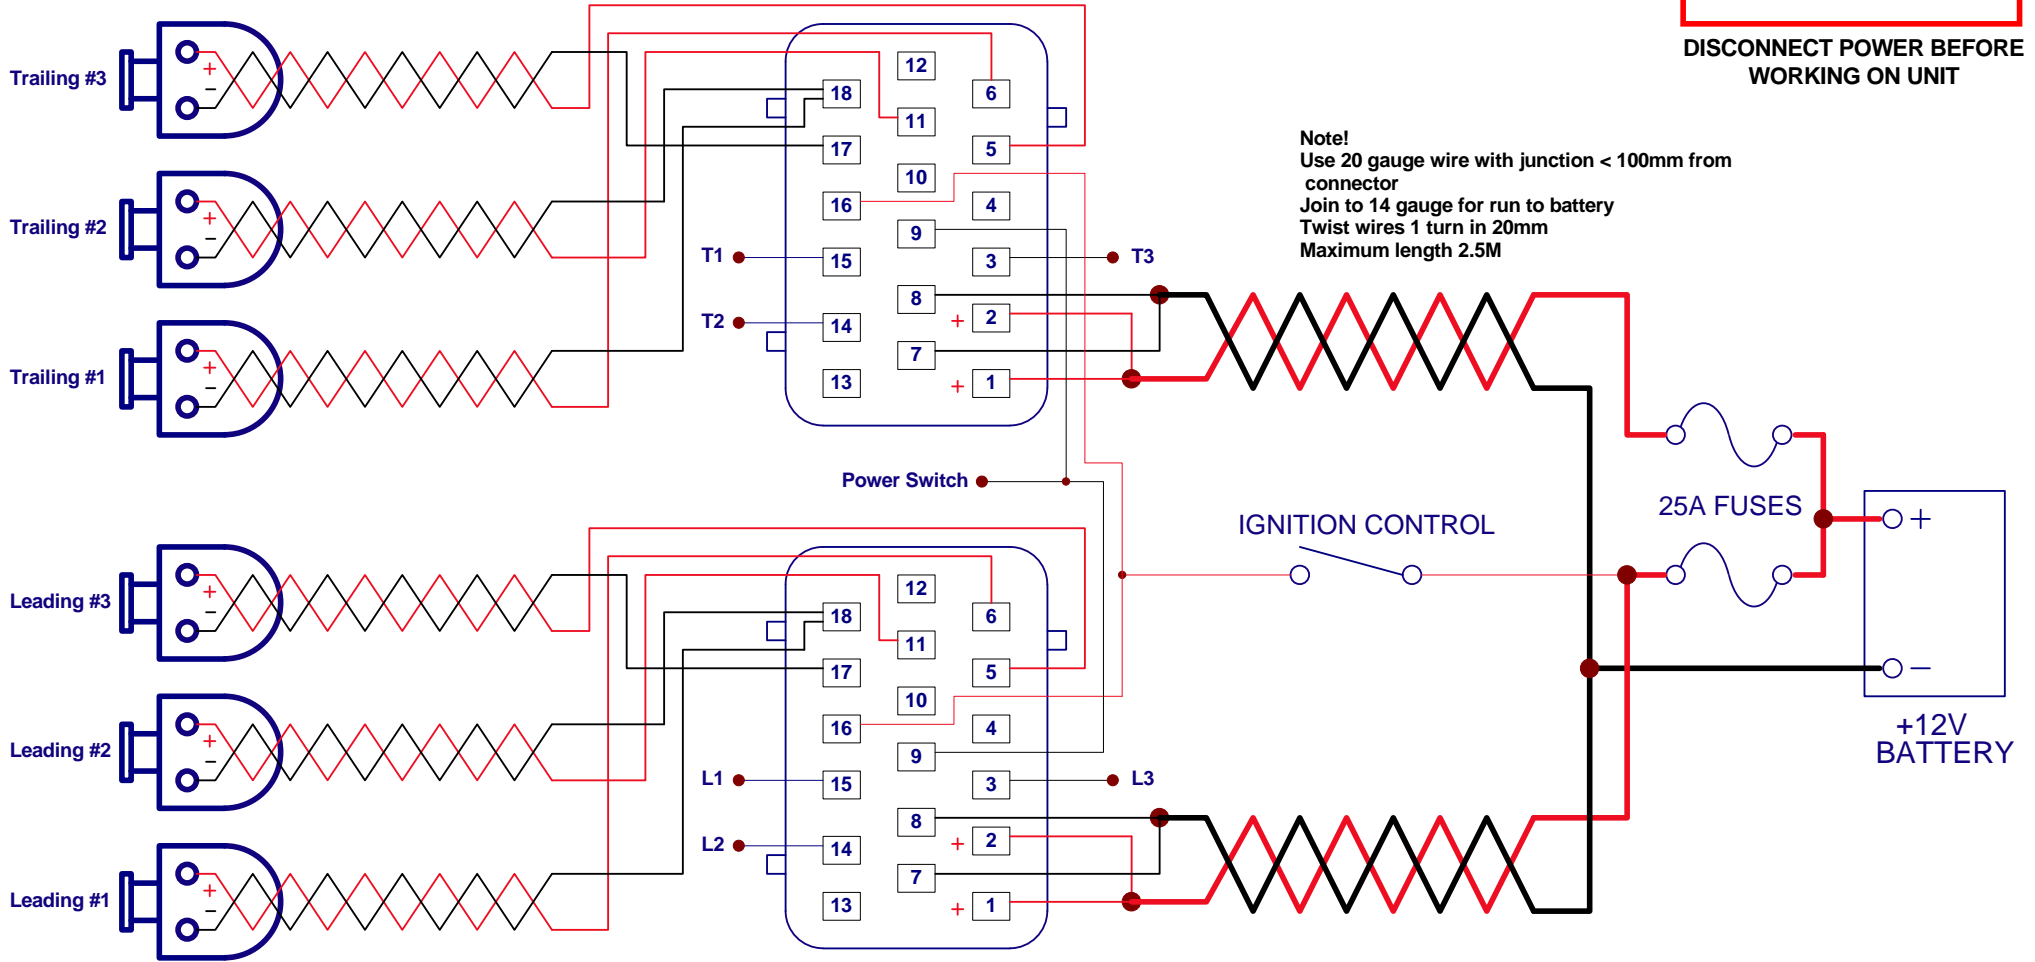 DISCONNECT POWER BEFORE
WORKING ON UNIT
Note!
Use 20 gauge wire with junction < 100mm from
connector
Join to 14 gauge for run to battery
Twist wires 1 turn in 20mm
Maximum length 2.5M
Trailing #3
+
−
Trailing #2
+
−
Trailing #1
+
−
12
18
6
11
17
5
10
16
4
9
T1
15
3
T3
8
+
2
T2
14
7
13
+
1
Power Switch
IGNITION CONTROL
25A FUSES
+
−
+12V
BATTERY
Leading #3
+
−
Leading #2
+
−
Leading #1
+
−
12
18
6
11
17
5
10
16
4
9
L1
15
3
L3
8
+
2
L2
14
7
13
+
1